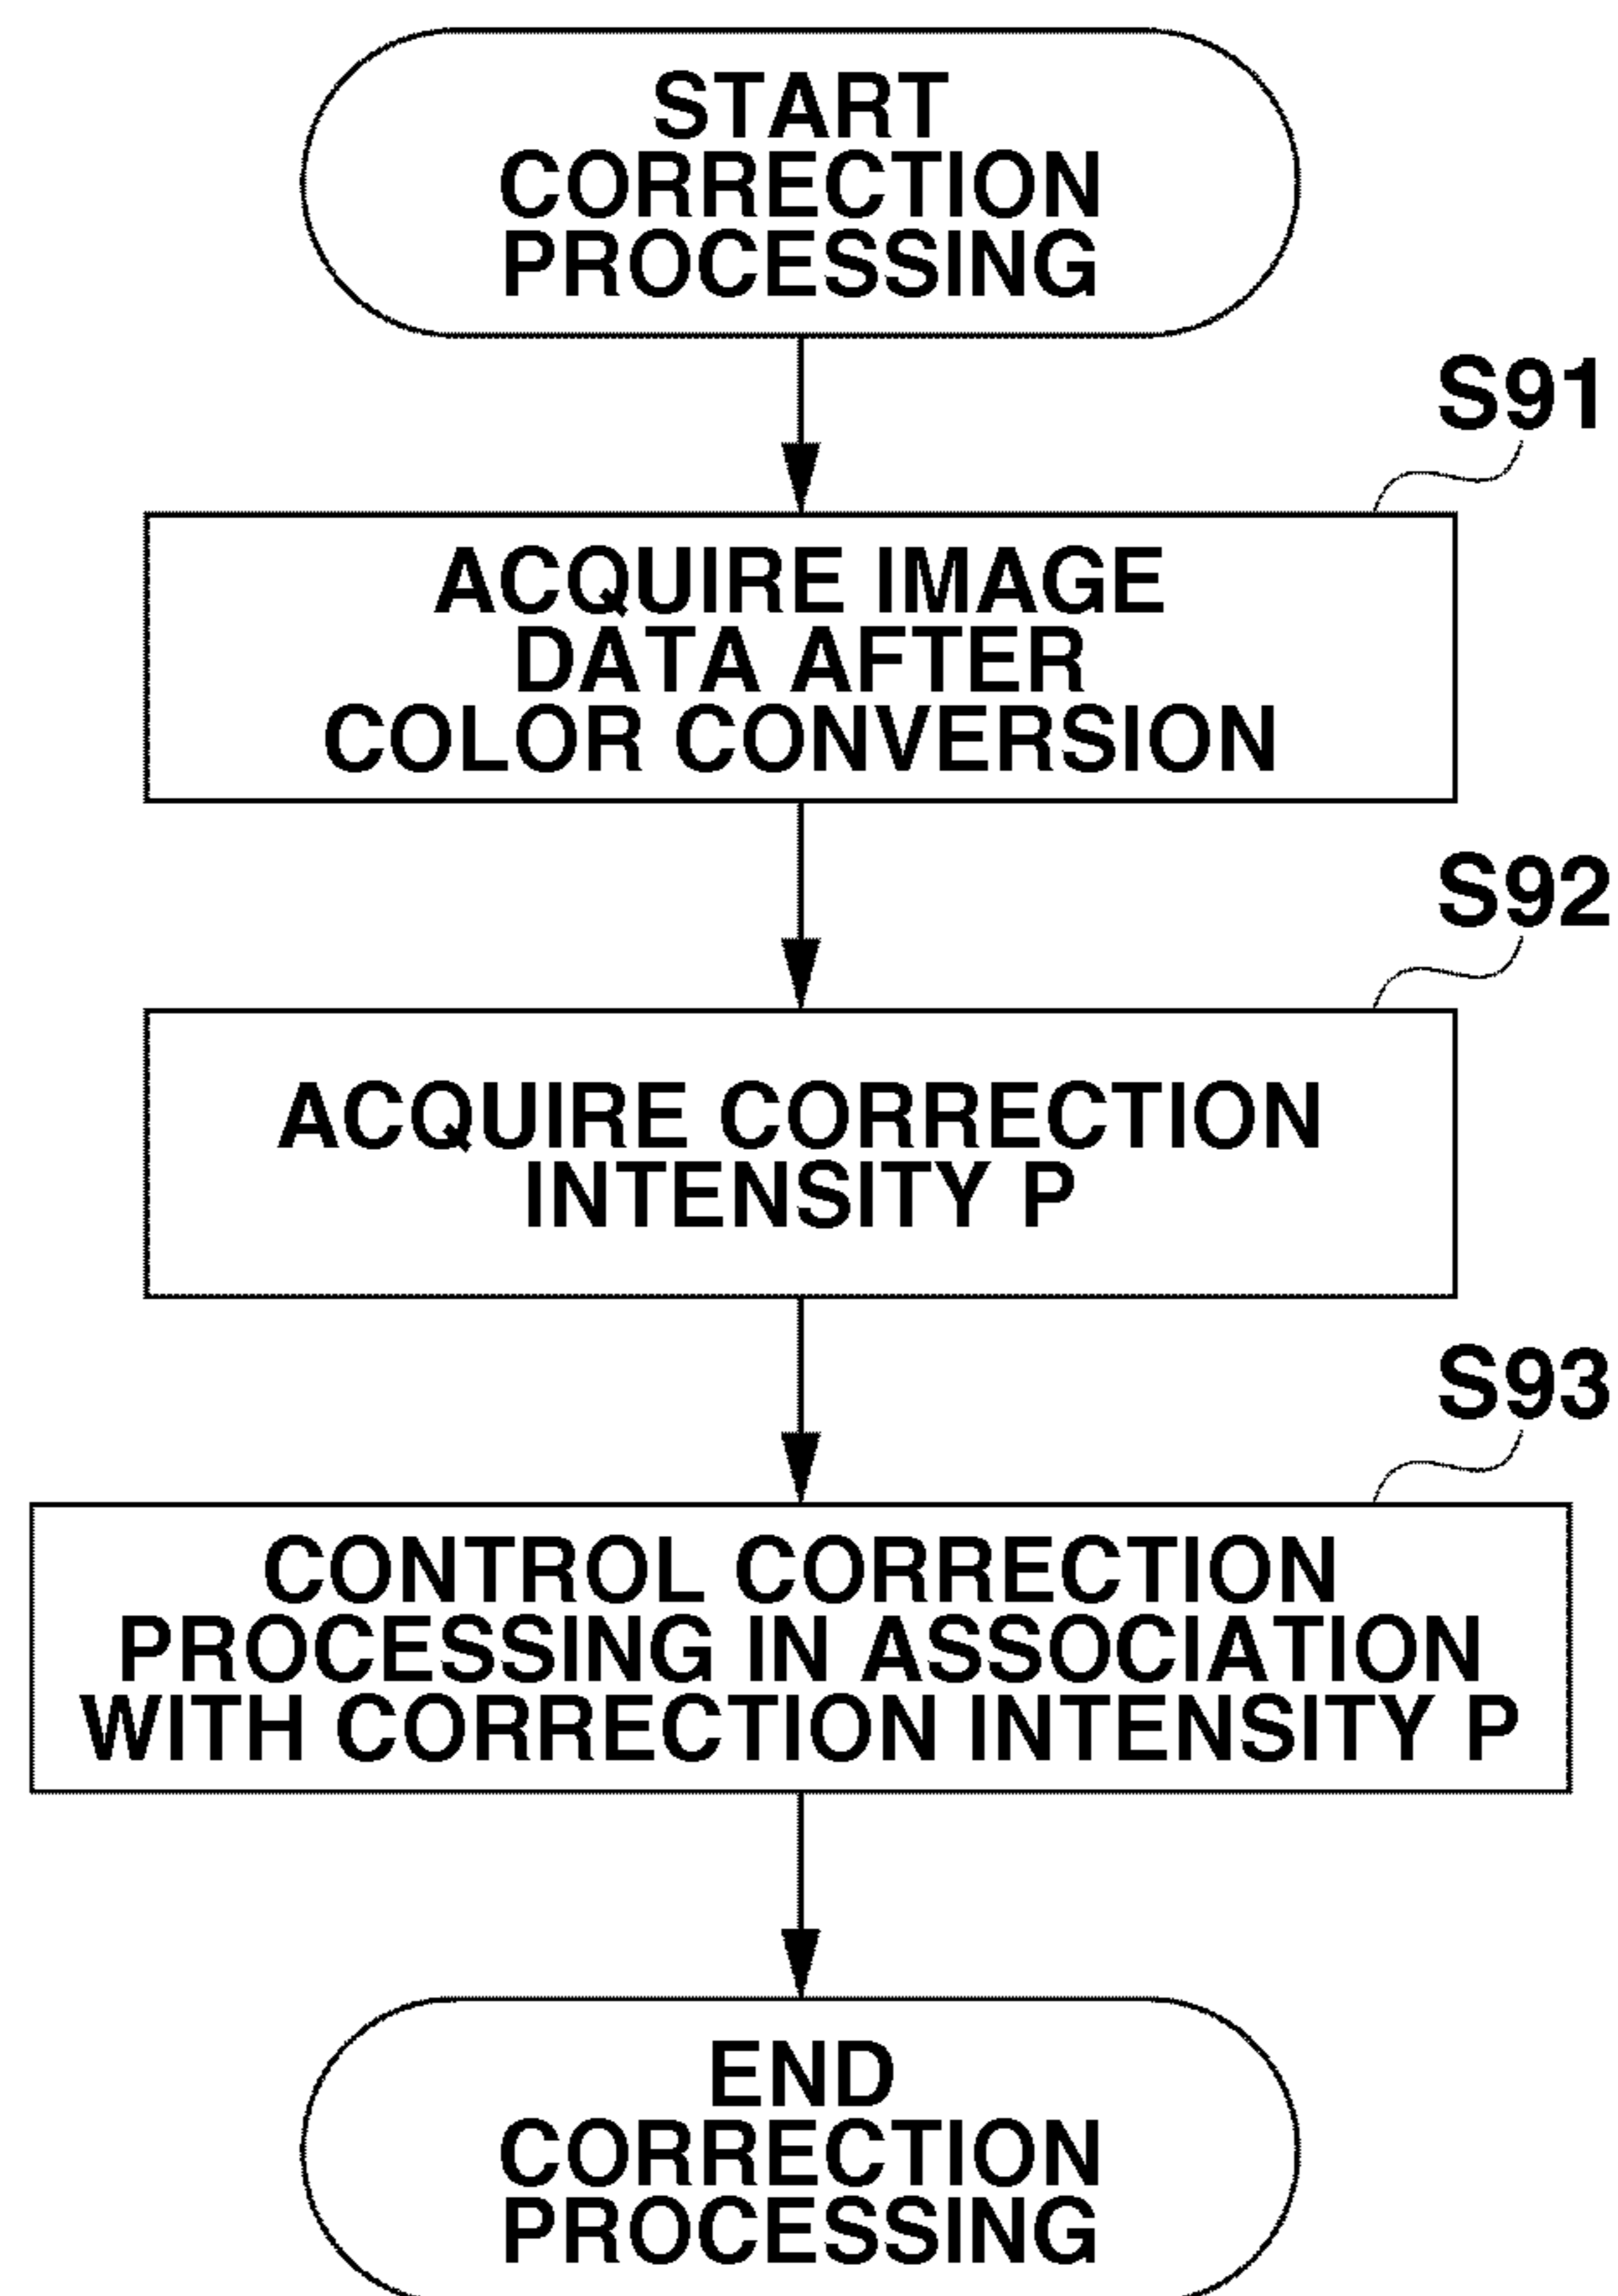 START
CORRECTION
PROCESSING
S91
ACQUIRE IMAGE
DATA AFTER
COLOR CONVERSION
S92
ACQUIRE CORRECTION
INTENSITY P
S93
CONTROL CORRECTION
PROCESSING IN ASSOCIATION
WITH CORRECTION INTENSITY P
END
CORRECTION
PROCESSING